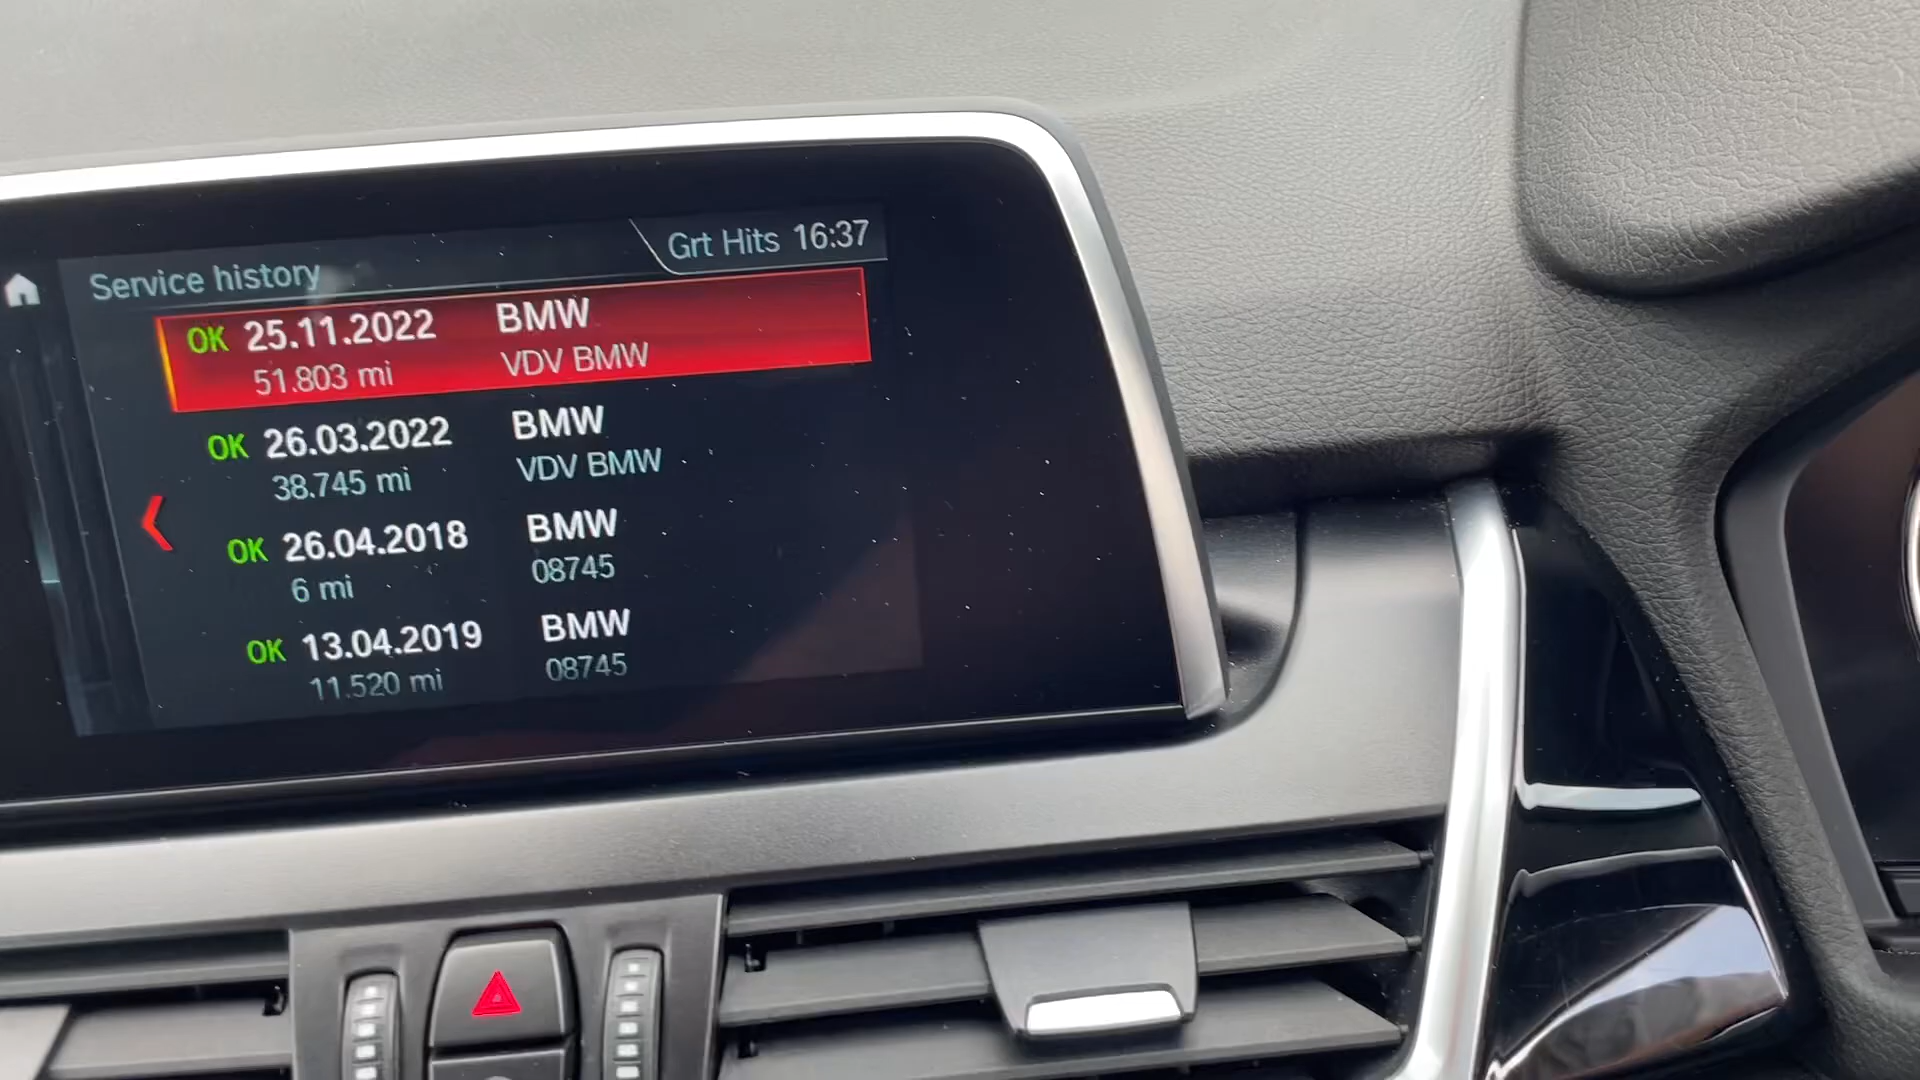 Grt Hits 16:37
Service history
OK 25.11.2022 BMW
51.803 mi VDV BMW
OK 26.03.2022 BMW
38.745 mi VDV BMW
OK 26.04.2018 BMW
6 mi 08745
OK 13.04.2019 BMW
11.520 mi 08745